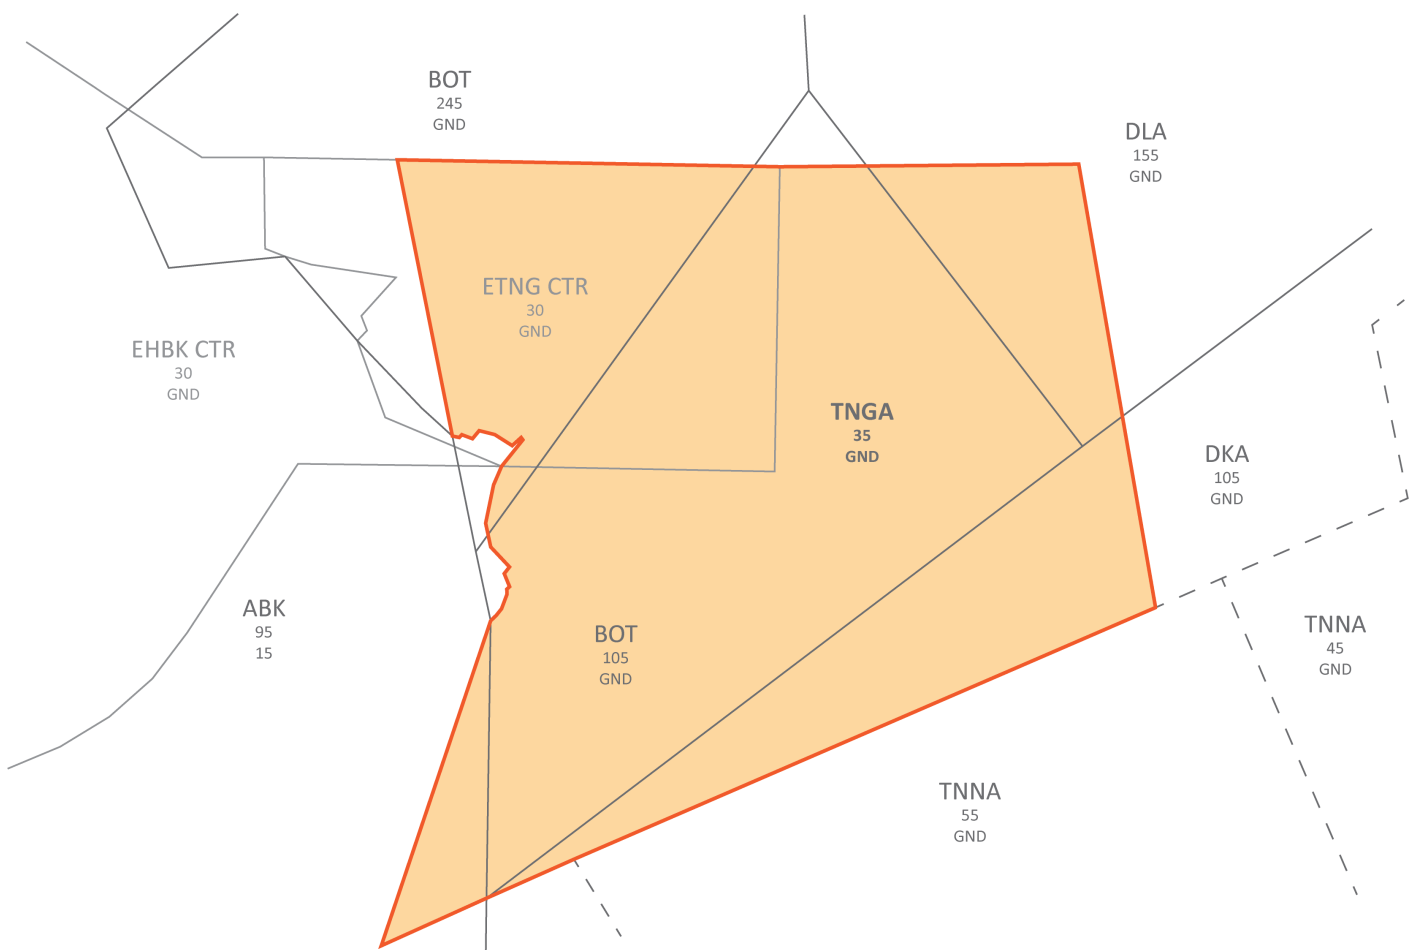 BOT
245
GND
DLA
155
GND
ETNG CTR
30
GND
EHBK CTR
30
GND
TNGA
35
GND
DKA
105
GND
ABK
95
15
BOT
105
GND
TNNA
45
GND
TNNA
55
GND